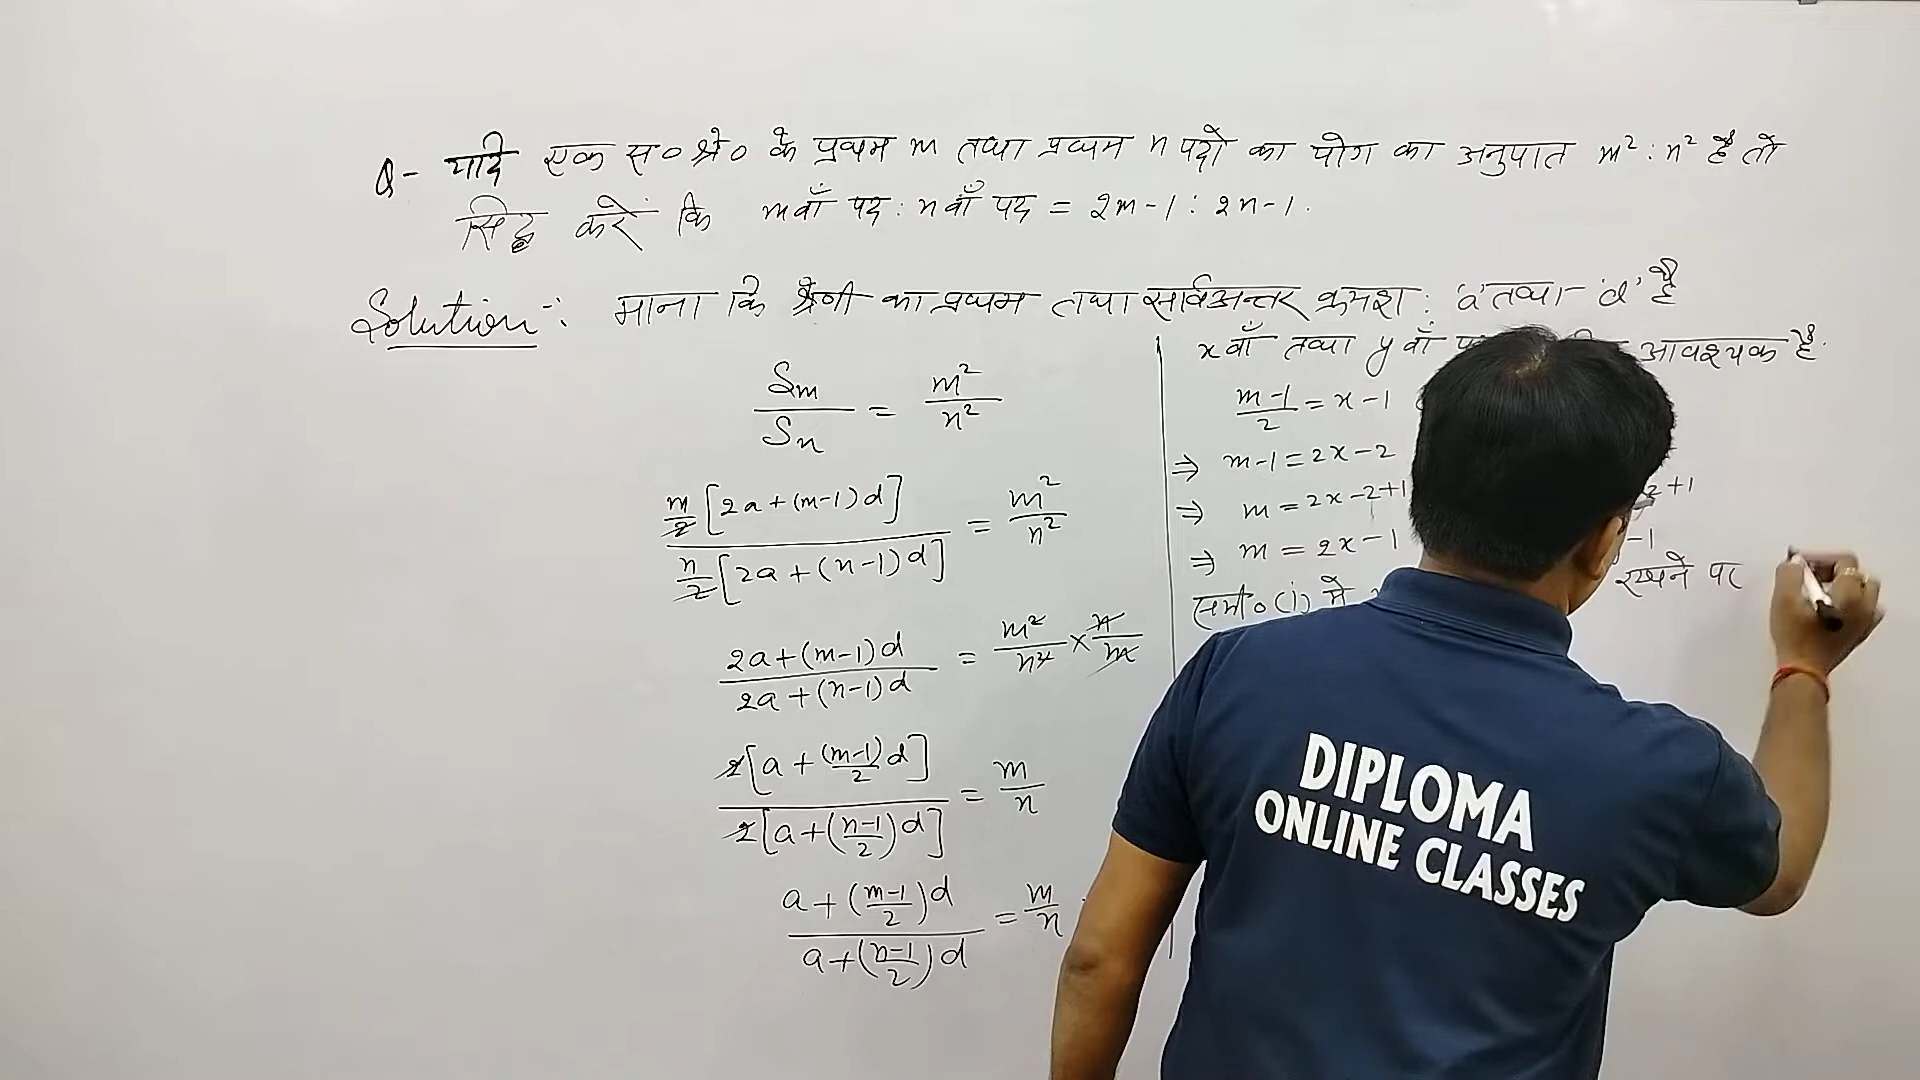 Q- यदि एक स० श्रे० के प्रथम m तथा प्रथम n पदों का योग का अनुपात m² : n² है तो
सिद्ध करें कि mवाँ पद : nवाँ पद = 2m-1 : 2n-1.
Solution :- माना कि श्रेणी का प्रथम तथा सार्वअन्तर क्रमश: 'a' तथा 'd' है
Sm/Sn = m²/n²
m/2[2a+(m-1)d] / n/2[2a+(n-1)d] = m²/n²
2a+(m-1)d / 2a+(n-1)d = m²/n² × n/m
2[a+(m-1)/2 d] / 2[a+(n-1)/2 d] = m/n
a+(m-1/2)d / a+(n-1/2)d = m/n
xवाँ तथा yवाँ आवश्यक है.
m-1/2 = x-1
⇒ m-1 = 2x-2
⇒ m = 2x-2+1 2+1
⇒ m = 2x-1 -1
समी० (i) में रखने पर
DIPLOMA
ONLINE CLASSES